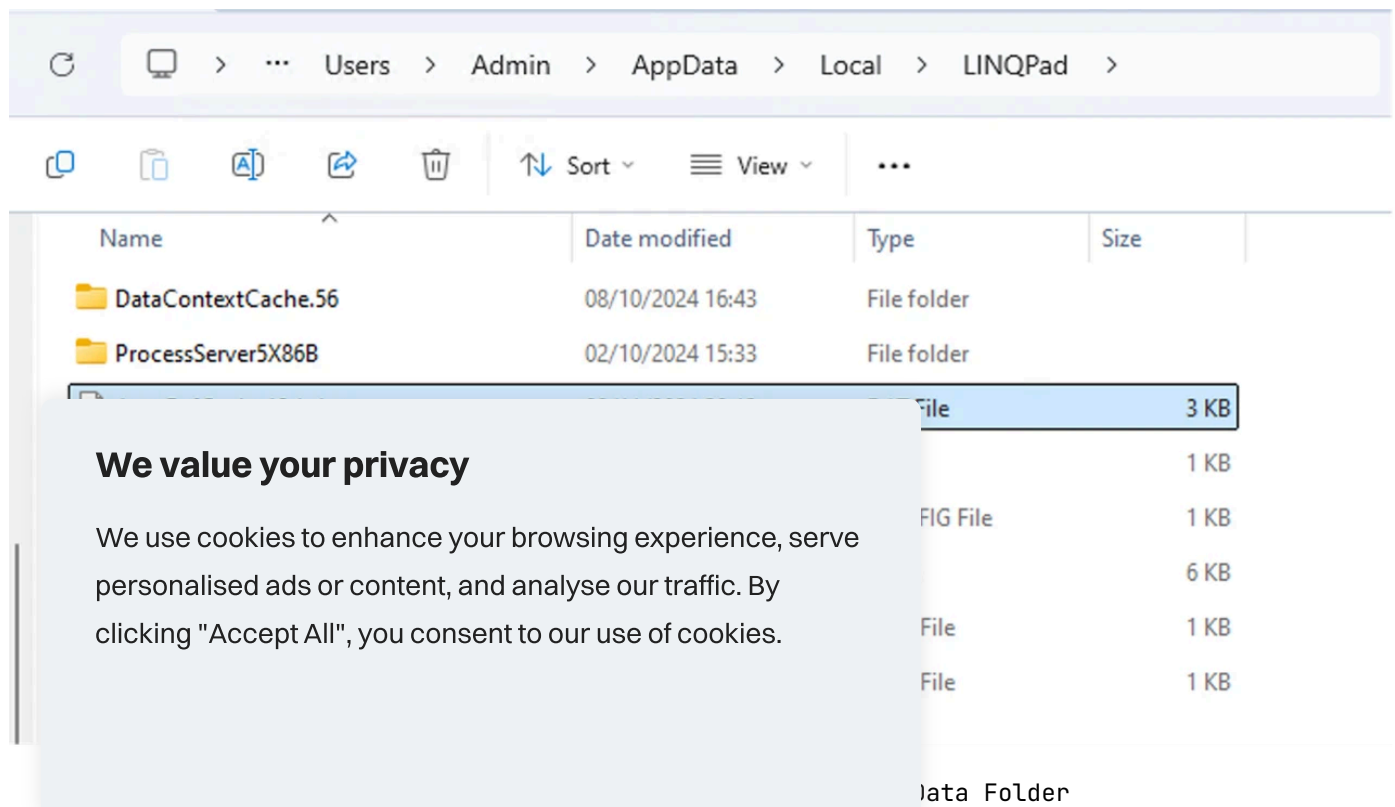 Users > Admin > AppData > Local > LINQPad >
Sort View
Name Date modified Type Size
DataContextCache.56 08/10/2024 16:43 File folder
ProcessServer5X86B 02/10/2024 15:33 File folder
File 3 KB
1 KB
File 1 KB
6 KB
File 1 KB
File 1 KB
We value your privacy
We use cookies to enhance your browsing experience, serve
personalised ads or content, and analyse our traffic. By
clicking "Accept All", you consent to our use of cookies.
Folder